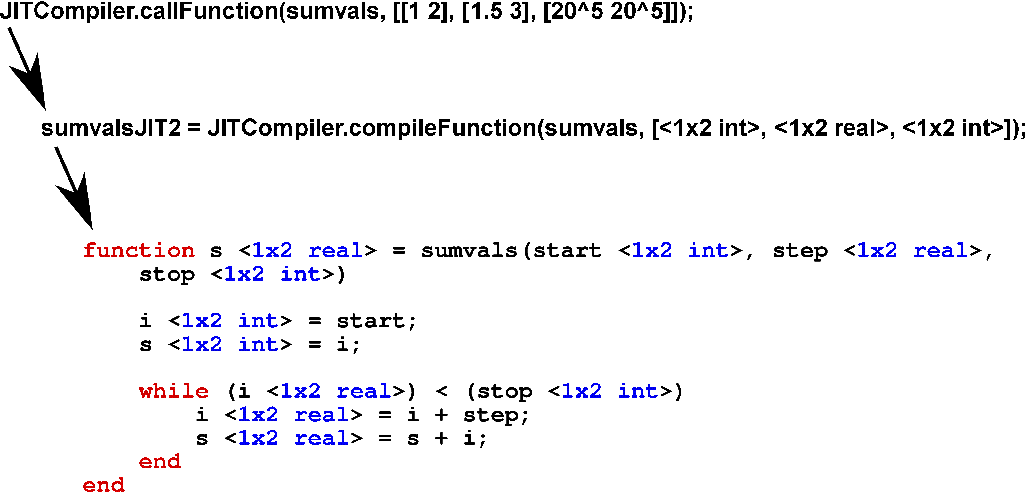 JITCompiler.callFunction(sumvals, [[1 2], [1.5 3], [20^5 20^5]]);
sumvalsJIT2 = JITCompiler.compileFunction(sumvals, [<1x2 int>, <1x2 real>, <1x2 int>]);
function s <1x2 real> = sumvals(start <1x2 int>, step <1x2 real>,
stop <1x2 int>)
i <1x2 int> = start;
s <1x2 int> = i;
while (i <1x2 real>) < (stop <1x2 int>)
i <1x2 real> = i + step;
s <1x2 real> = s + i;
end
end